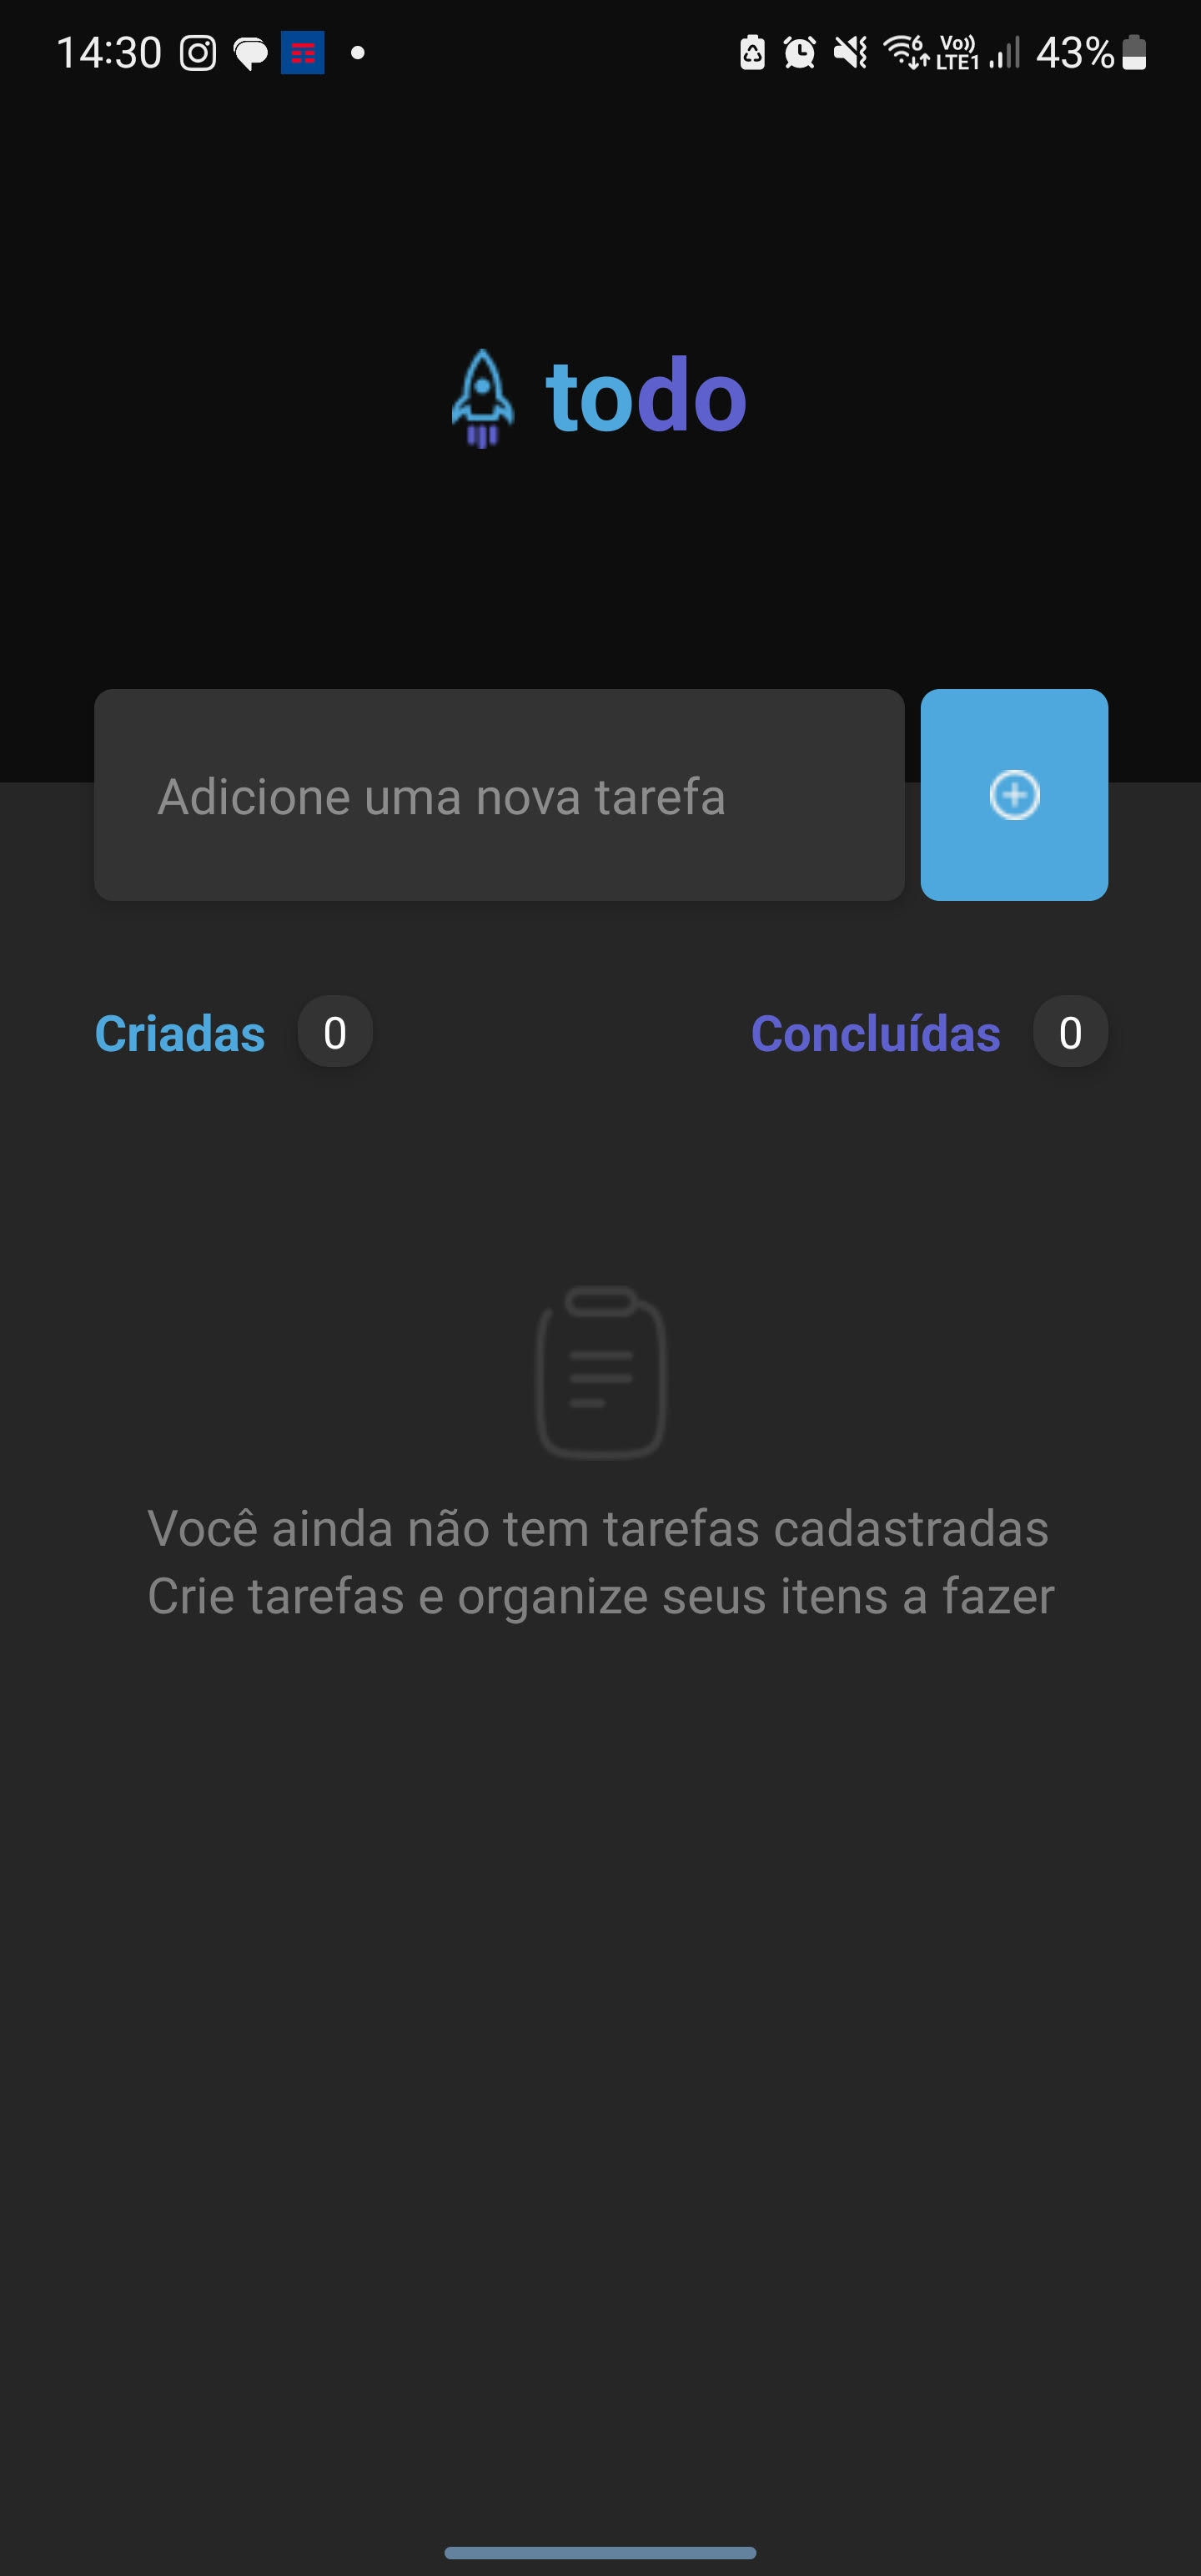 14:30
Vo)) LTE1 43%
todo
Adicione uma nova tarefa
Criadas 0 Concluídas 0
Você ainda não tem tarefas cadastradas
Crie tarefas e organize seus itens a fazer